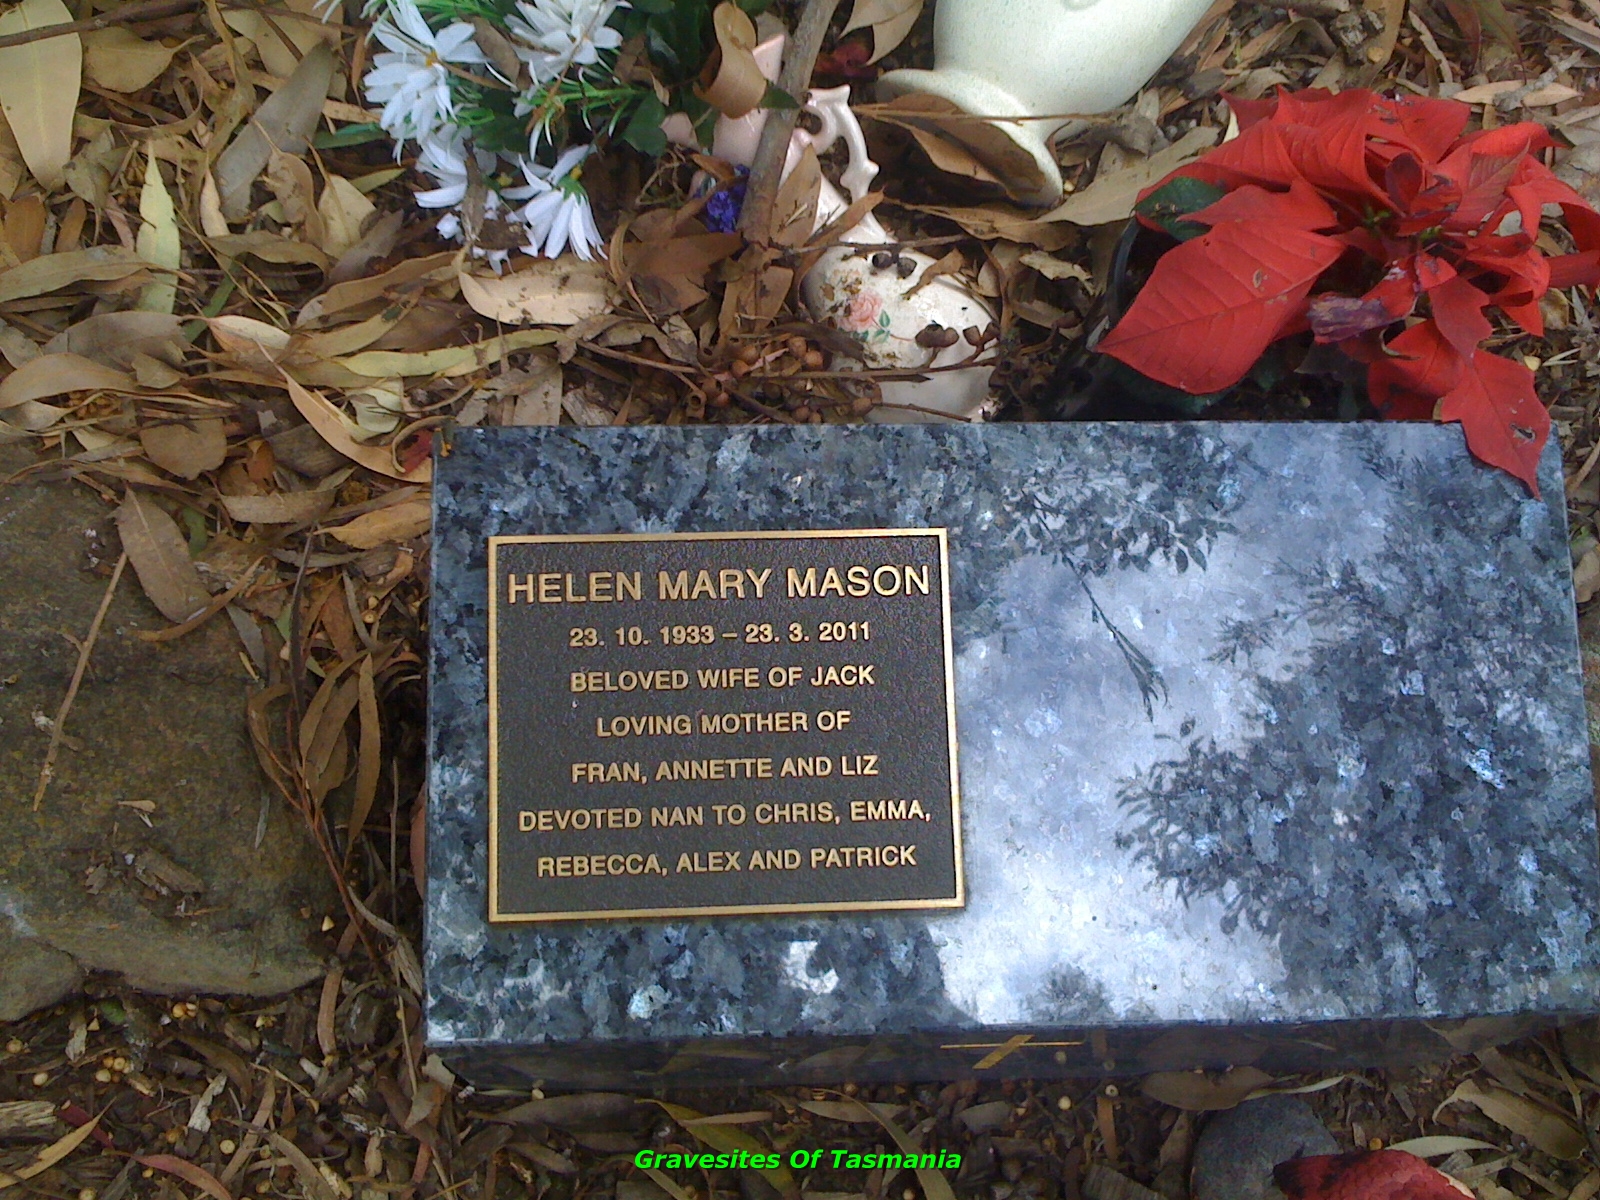 HELEN MARY MASON
23. 10. 1933 – 23. 3. 2011
BELOVED WIFE OF JACK
LOVING MOTHER OF
FRAN, ANNETTE AND LIZ
DEVOTED NAN TO CHRIS, EMMA,
REBECCA, ALEX AND PATRICK
Gravesites Of Tasmania